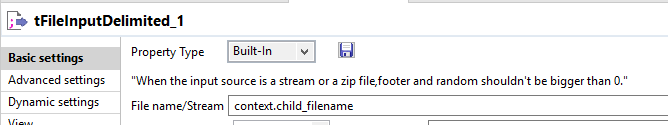 tFileInputDelimited_1
Basic settings
Advanced settings
Dynamic settings
View
Property Type Built-In
"When the input source is a stream or a zip file,footer and random shouldn't be bigger than 0."
File name/Stream context.child_filename